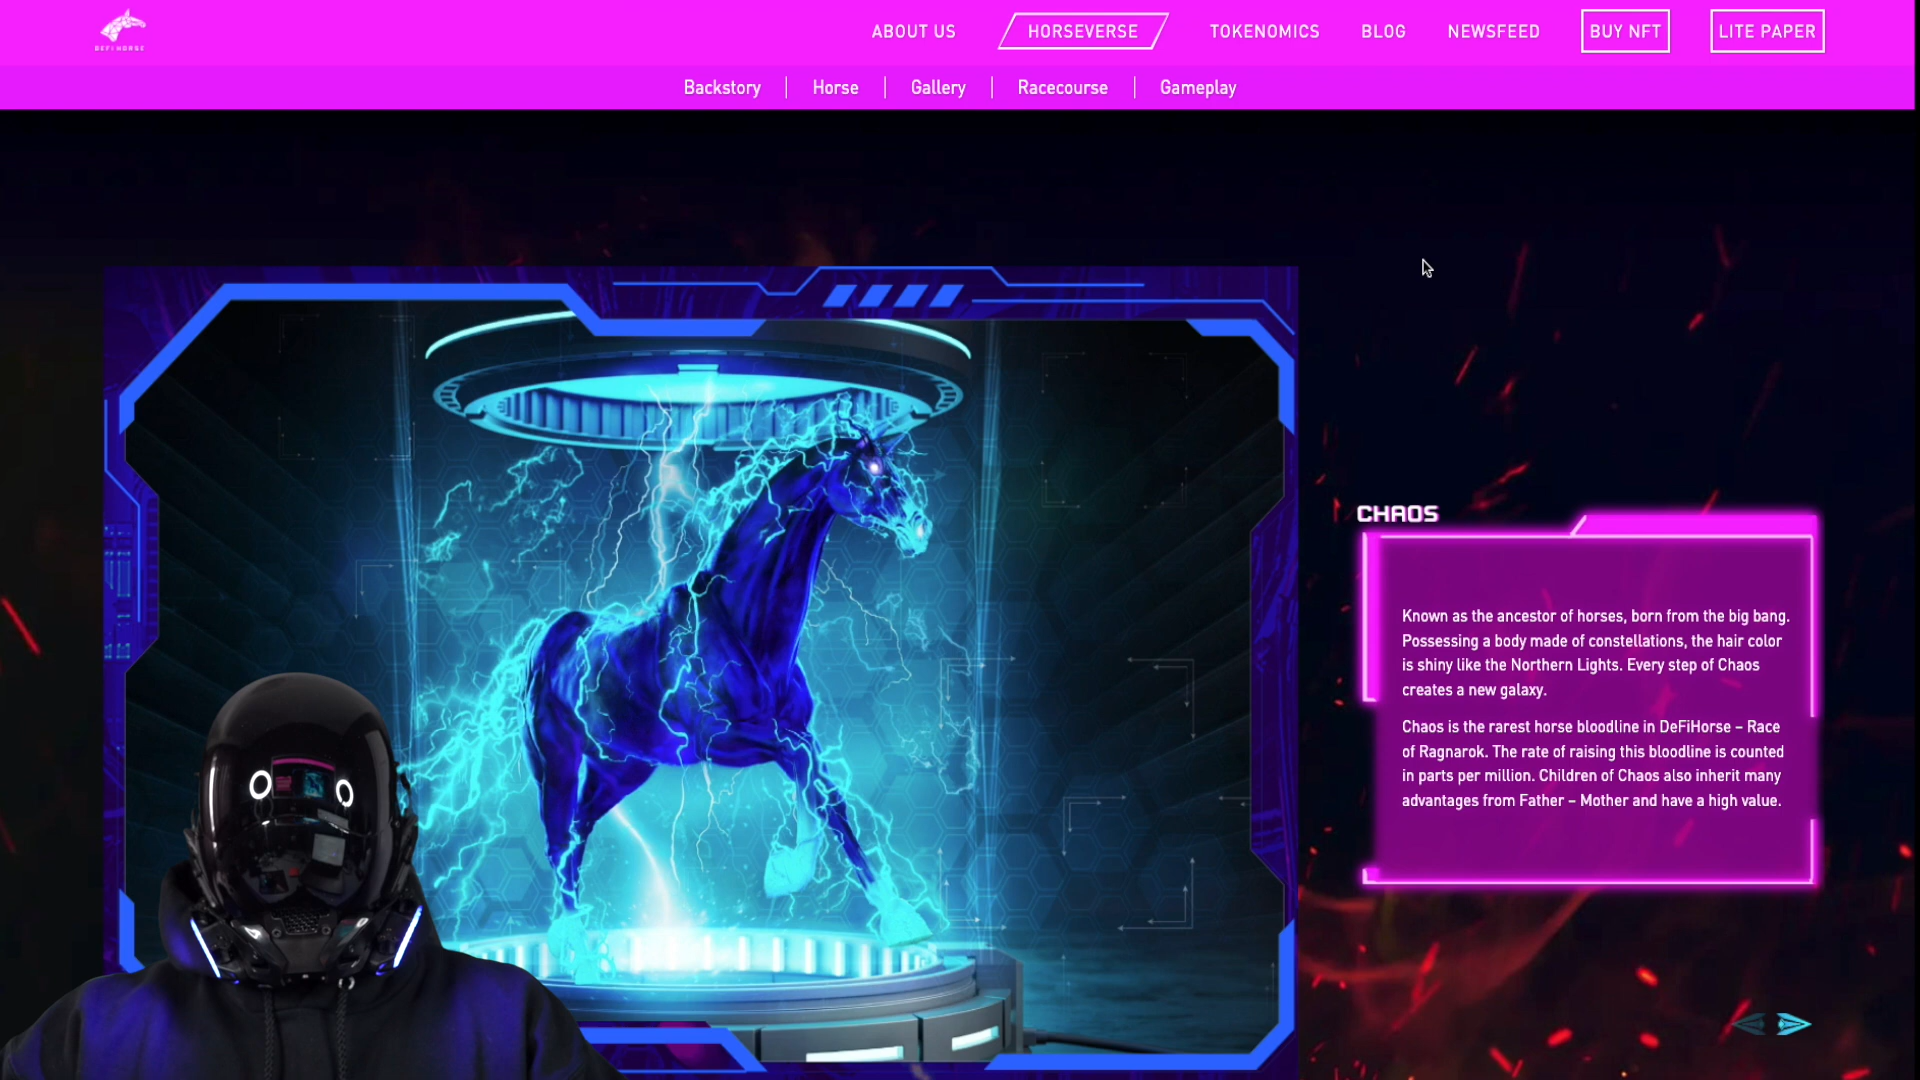 DEFI HORSE
ABOUT US
HORSEVERSE
TOKENOMICS
BLOG
NEWSFEED
BUY NFT
LITE PAPER
Backstory
Horse
Gallery
Racecourse
Gameplay
CHAOS
Known as the ancestor of horses, born from the big bang.
Possessing a body made of constellations, the hair color
is shiny like the Northern Lights. Every step of Chaos
creates a new galaxy.
Chaos is the rarest horse bloodline in DeFiHorse – Race
of Ragnarok. The rate of raising this bloodline is counted
in parts per million. Children of Chaos also inherit many
advantages from Father – Mother and have a high value.